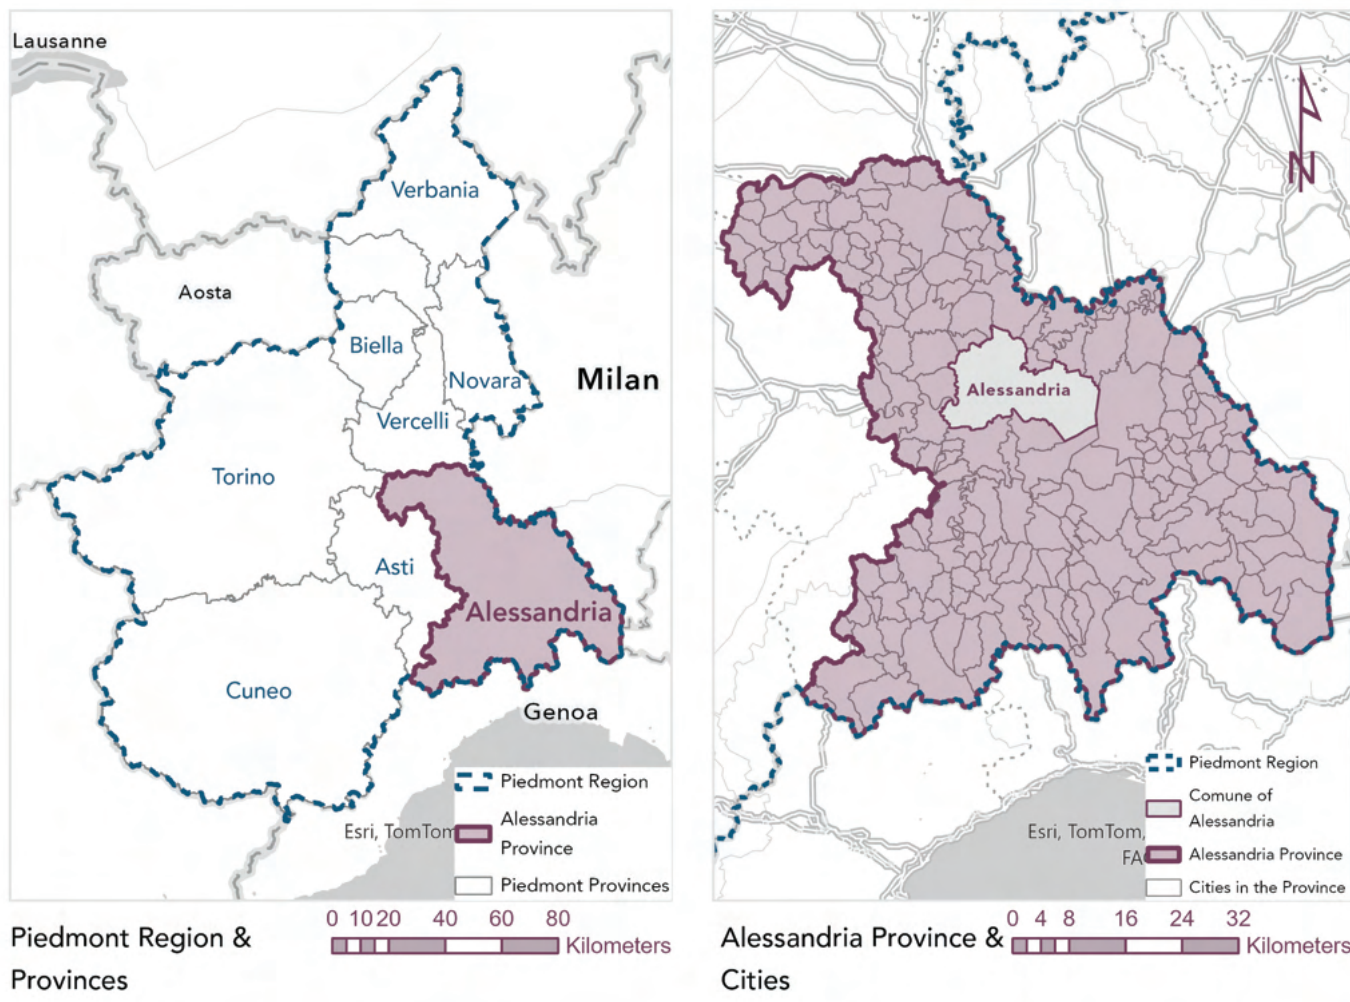 Lausanne
Verbania
Aosta
Biella
Novara
Milan
Vercelli
Torino
Asti
Alessandria
Cuneo
Genoa
Piedmont Region
Alessandria
Province
Piedmont Provinces
Esri, TomTom
Piedmont Region &
Provinces
0 10 20 40 60 80
Kilometers
N
Alessandria
Piedmont Region
Comune of
Alessandria
Alessandria Province
Cities in the Province
Esri, TomTom,
FA
Alessandria Province &
Cities
0 4 8 16 24 32
Kilometers